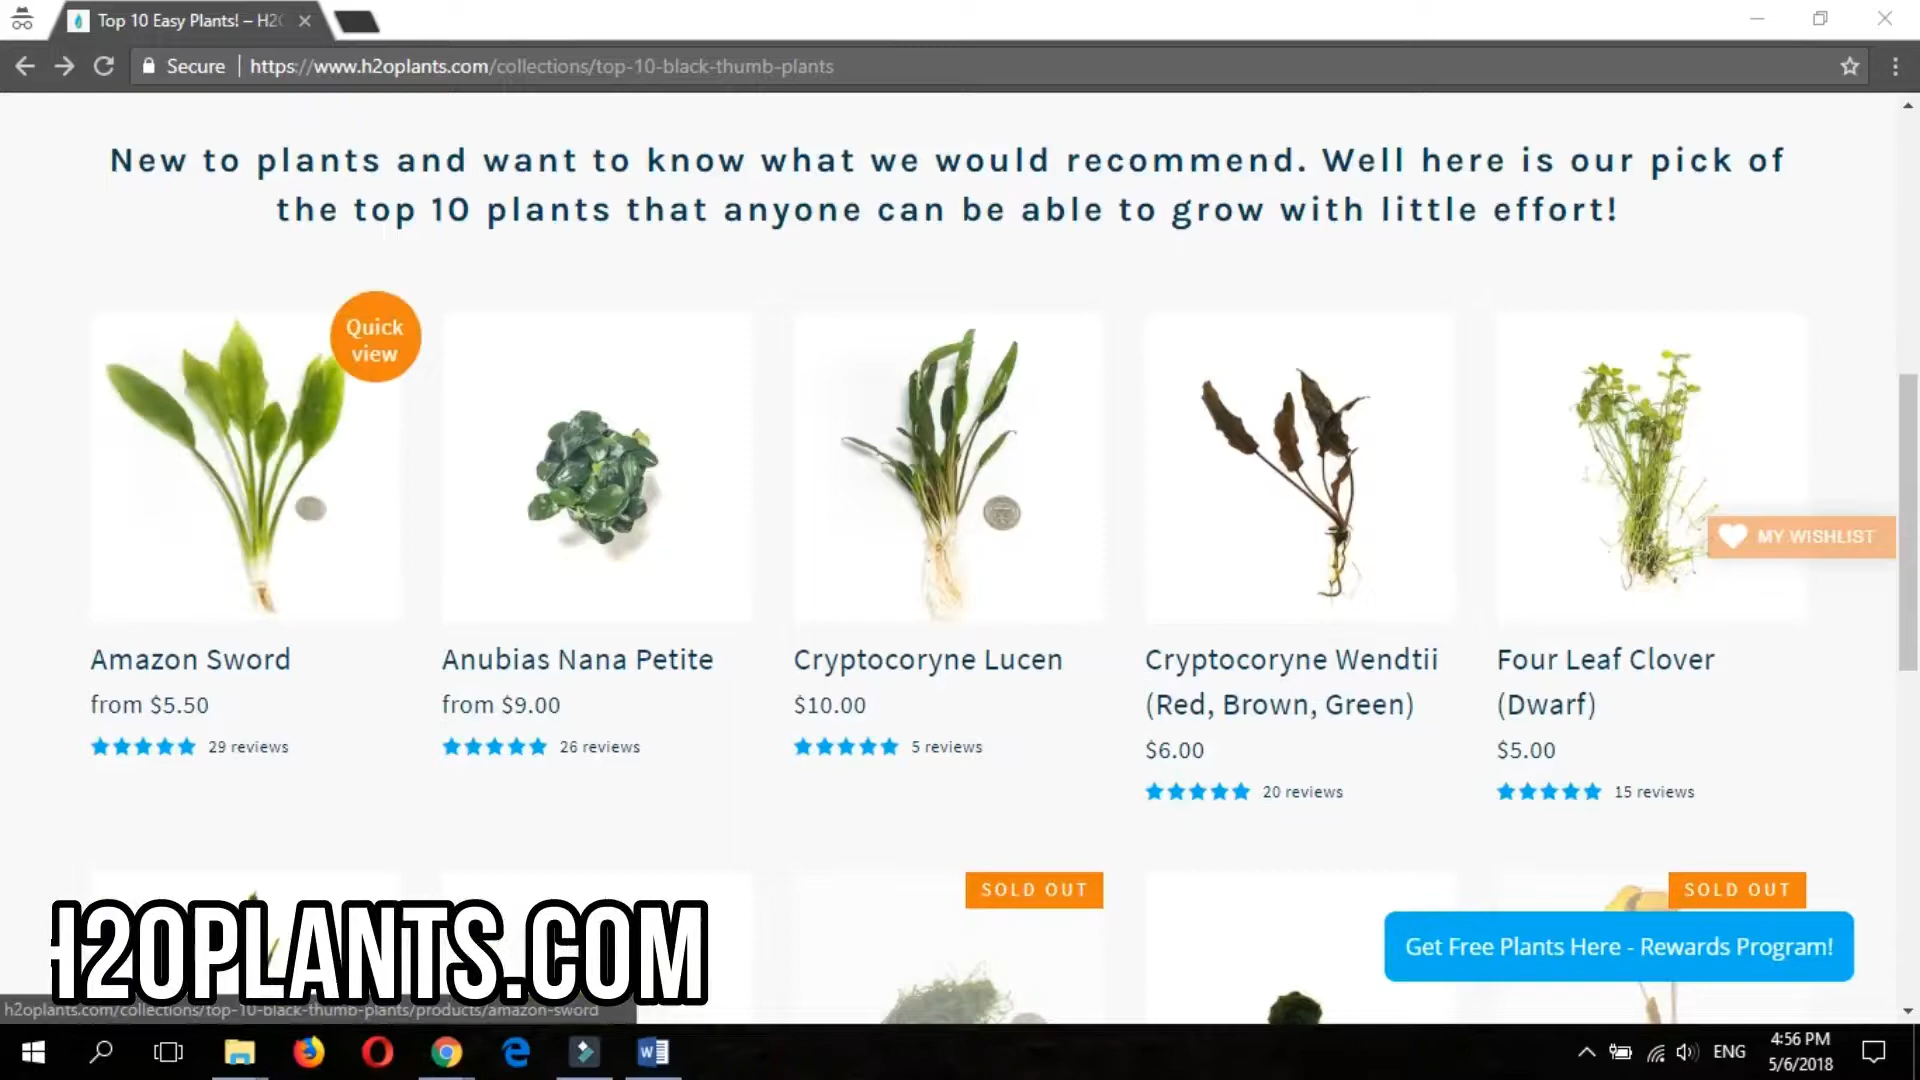 Top 10 Easy Plants! – H2
Secure
https://www.h2oplants.com/collections/top-10-black-thumb-plants
New to plants and want to know what we would recommend. Well here is our pick of
the top 10 plants that anyone can be able to grow with little effort!
Quick
view
MY WISHLIST
Amazon Sword
from $5.50
29 reviews
Anubias Nana Petite
from $9.00
26 reviews
Cryptocoryne Lucen
$10.00
5 reviews
Cryptocoryne Wendtii
(Red, Brown, Green)
$6.00
20 reviews
Four Leaf Clover
(Dwarf)
$5.00
15 reviews
SOLD OUT
SOLD OUT
Get Free Plants Here - Rewards Program!
H2OPLANTS.COM
h2oplants.com/collections/top-10-black-thumb-plants/products/amazon-sword
ENG
4:56 PM
5/6/2018